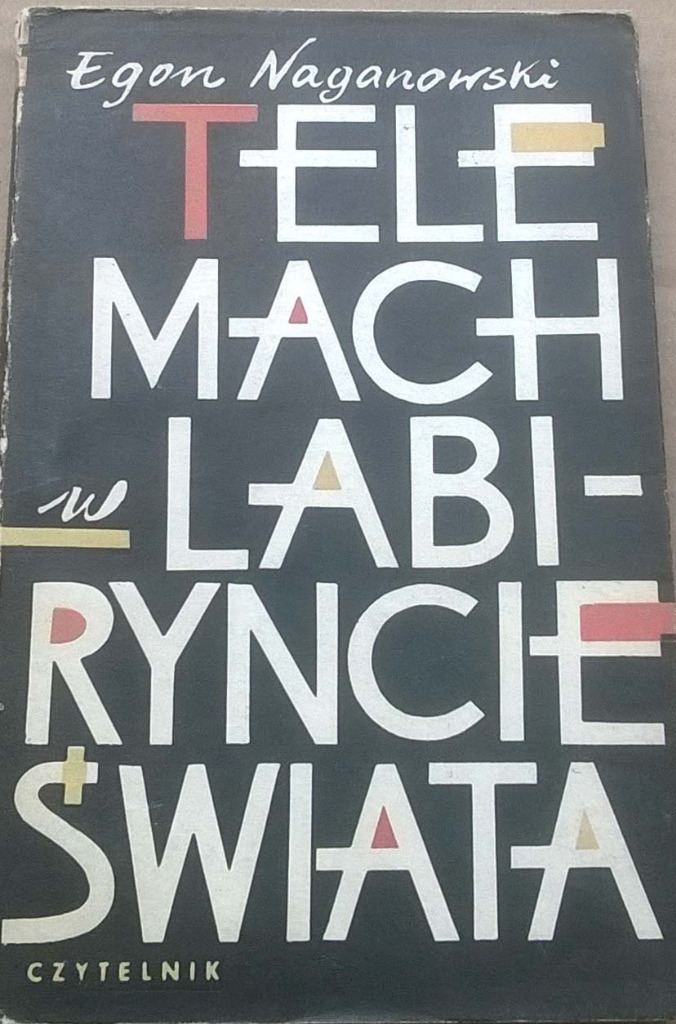 Egon Naganowski
TELE
MACH
w LABI-
RYNCIE
ŚWIATA
CZYTELNIK